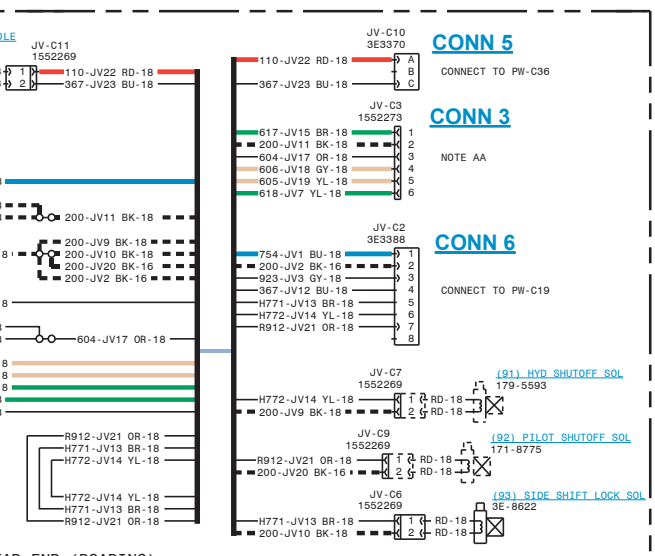 OLE
JV-C11
1552269
1 110-JV22 RD-18
2 367-JV23 BU-18
200-JV11 BK-18
200-JV9 BK-18
200-JV10 BK-18
200-JV20 BK-16
200-JV2 BK-16
604-JV17 OR-18
R912-JV21 OR-18
H771-JV13 BR-18
H772-JV14 YL-18
H772-JV14 YL-18
H771-JV13 BR-18
R912-JV21 OR-18
JV-C10
3E3370
CONN 5
110-JV22 RD-18 A
B
367-JV23 BU-18 C
CONNECT TO PW-C36
JV-C3
1552273
CONN 3
617-JV15 BR-18 1
200-JV11 BK-18 2
604-JV17 OR-18 3
606-JV18 GY-18 4
605-JV19 YL-18 5
618-JV7 YL-18 6
NOTE AA
JV-C2
3E3388
CONN 6
754-JV1 BU-18 1
200-JV2 BK-16 2
923-JV3 GY-18 3
367-JV12 BU-18 4
H771-JV13 BR-18 5
H772-JV14 YL-18 6
R912-JV21 OR-18 7
8
CONNECT TO PW-C19
JV-C7
1552269
(91) HYD SHUTOFF SOL
179-5593
H772-JV14 YL-18 1 RD-18
200-JV9 BK-18 2 RD-18
JV-C9
1552269
(92) PILOT SHUTOFF SOL
171-8775
R912-JV21 OR-18 1 RD-18
200-JV20 BK-16 2 RD-18
JV-C6
1552269
(93) SIDE SHIFT LOCK SOL
3E-8622
H771-JV13 BR-18 1 RD-18
200-JV10 BK-18 2 RD-18